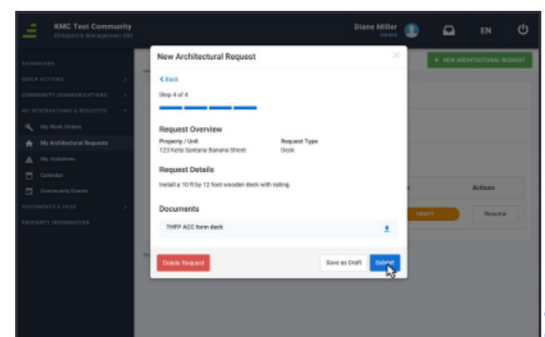 KMC Test Community
Kirkpatrick Management
Diane Miller
EN
DASHBOARD
QUICK ACTIONS
COMMUNITY COMMUNICATIONS
MY RESERVATIONS & REQUESTS
My Work Orders
My Architectural Requests
My Violations
Calendar
Community Events
DOCUMENTS & FAQS
PROPERTY INFORMATION
+ NEW ARCHITECTURAL REQUEST
Actions
DRAFT
Resume
New Architectural Request
Back
Step 4 of 4
Request Overview
Property / Unit Request Type
123 Santana Banana Street Deck
Request Details
Install a 10 ft by 12 foot wooden deck with railing.
Documents
THFP ACC form deck
Delete Request Save as Draft Submit